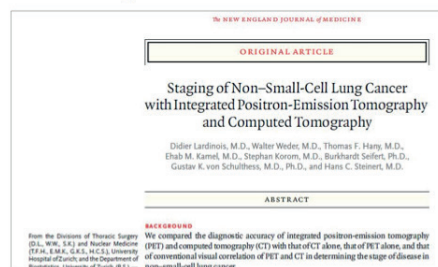 The NEW ENGLAND JOURNAL of MEDICINE
ORIGINAL ARTICLE
Staging of Non–Small-Cell Lung Cancer
with Integrated Positron-Emission Tomography
and Computed Tomography
Didier Lardinois, M.D., Walter Weder, M.D., Thomas F. Hany, M.D.,
Ehab M. Kamel, M.D., Stephan Korom, M.D., Burkhardt Seifert, Ph.D.,
Gustav K. von Schulthess, M.D., Ph.D., and Hans C. Steinert, M.D.
ABSTRACT
BACKGROUND
From the Divisions of Thoracic Surgery
(D.L., W.W., S.K.) and Nuclear Medicine
(T.F.H., E.M.K., G.K.S., H.C.S.), University
Hospital of Zurich; and the Department of
We compared the diagnostic accuracy of integrated positron-emission tomography
(PET) and computed tomography (CT) with that of CT alone, that of PET alone, and that
of conventional visual correlation of PET and CT in determining the stage of disease in
non–small-cell lung cancer.